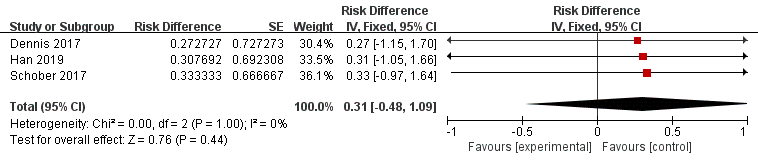 Risk Difference Risk Difference
Study or Subgroup Risk Difference SE Weight IV, Fixed, 95% CI IV, Fixed, 95% CI
Dennis 2017 0.272727 0.727273 30.4% 0.27 [-1.15, 1.70]
Han 2019 0.307692 0.692308 33.5% 0.31 [-1.05, 1.66]
Schober 2017 0.333333 0.666667 36.1% 0.33 [-0.97, 1.64]
Total (95% CI) 100.0% 0.31 [-0.48, 1.09]
Heterogeneity: Chi² = 0.00, df = 2 (P = 1.00); I² = 0%
Test for overall effect: Z = 0.76 (P = 0.44)
-1 -0.5 0 0.5 1
Favours [experimental] Favours [control]